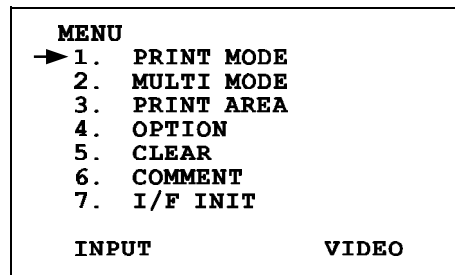 MENU
1. PRINT MODE
2. MULTI MODE
3. PRINT AREA
4. OPTION
5. CLEAR
6. COMMENT
7. I/F INIT
INPUT VIDEO